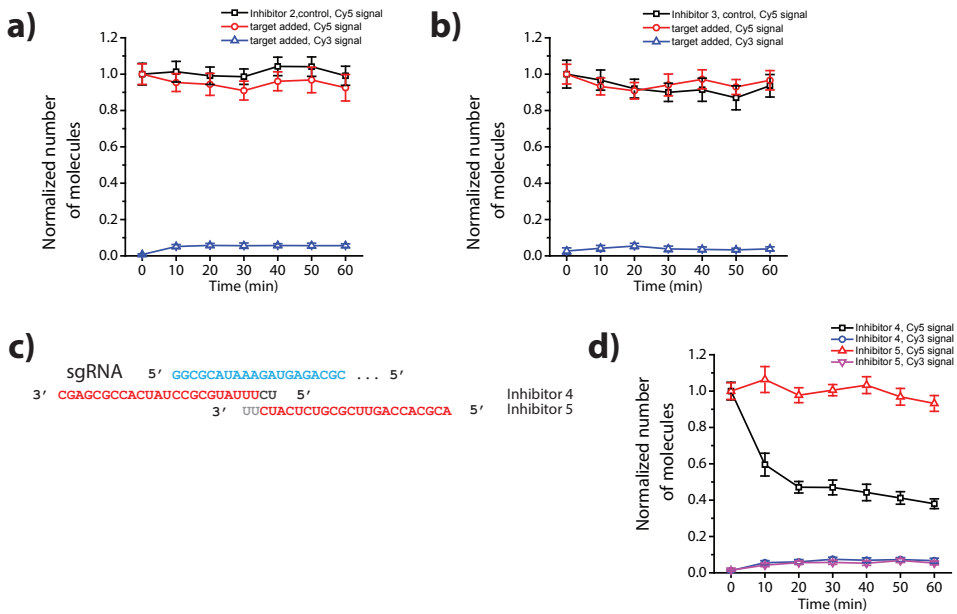 a)
Inhibitor 2,control, Cy5 signal
target added, Cy5 signal
target added, Cy3 signal
Normalized number
of molecules
1.2
1.0
0.8
0.6
0.4
0.2
0.0
0 10 20 30 40 50 60
Time (min)
b)
Inhibitor 3, control, Cy5 signal
target added, Cy5 signal
target added, Cy3 signal
Normalized number
of molecules
1.2
1.0
0.8
0.6
0.4
0.2
0.0
0 10 20 30 40 50 60
Time (min)
c)
sgRNA 5′ GGCGCAUAAAGAUGAGACGC ... 5′
3′ CGAGCGCCACUAUCCGCGUAUUUCU 5′ Inhibitor 4
3′ UUCUACUCUGCGCUUGACCACGCA 5′ Inhibitor 5
d)
Inhibitor 4, Cy5 signal
Inhibitor 4, Cy3 signal
Inhibitor 5, Cy5 signal
Inhibitor 5, Cy3 signal
Normalized number
of molecules
1.2
1.0
0.8
0.6
0.4
0.2
0.0
0 10 20 30 40 50 60
Time (min)